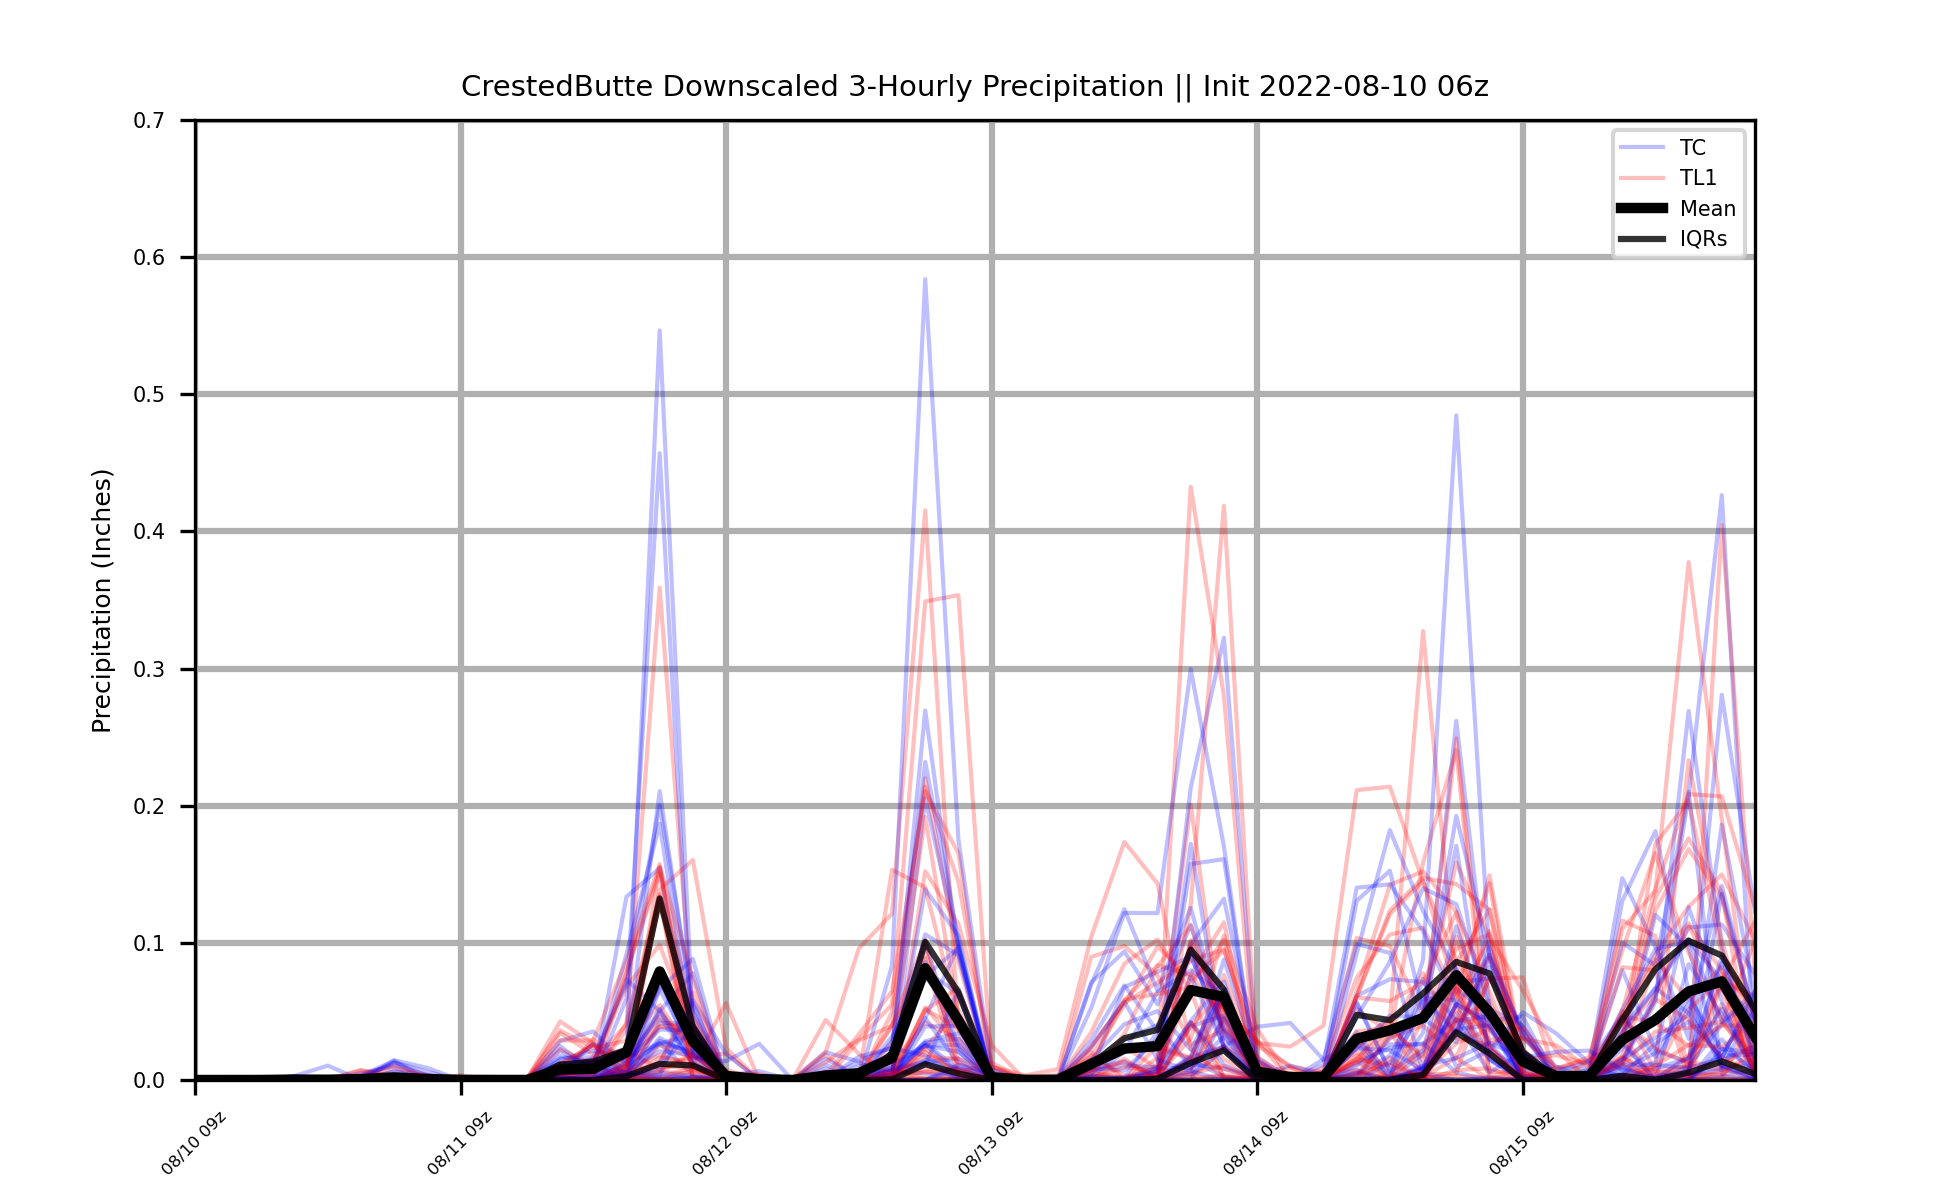 CrestedButte Downscaled 3-Hourly Precipitation || Init 2022-08-10 06z
0.7
0.6
0.5
0.4
0.3
0.2
0.1
0.0
Precipitation (Inches)
TC
TL1
Mean
IQRs
08/10 09z
08/11 09z
08/12 09z
08/13 09z
08/14 09z
08/15 09z